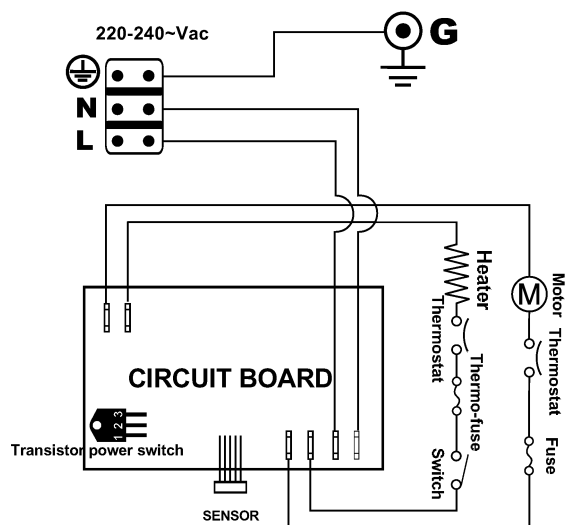 220-240~Vac
G
N
L
Heater
Thermostat
Thermo-fuse
Switch
M
Motor
Thermostat
Fuse
CIRCUIT BOARD
1 2 3
Transistor power switch
SENSOR